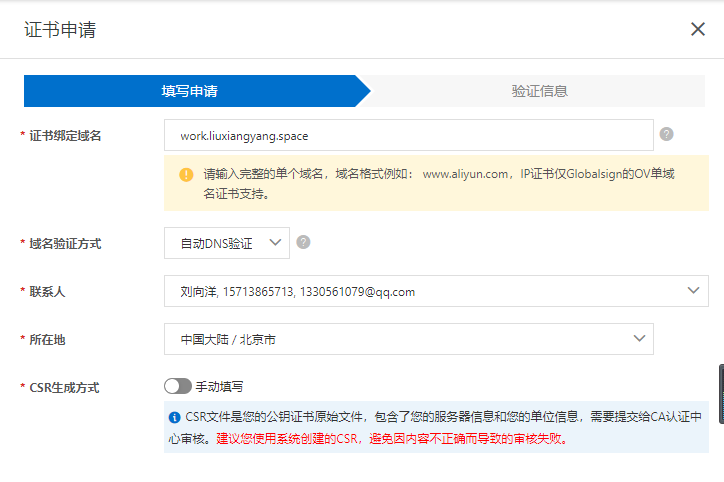 证书申请
填写申请
验证信息
* 证书绑定域名
work.liuxiangyang.space
请输入完整的单个域名，域名格式例如： www.aliyun.com，IP证书仅Globalsign的OV单域
名证书支持。
* 域名验证方式
自动DNS验证
* 联系人
刘向洋, 15713865713, 1330561079@qq.com
* 所在地
中国大陆 / 北京市
* CSR生成方式
手动填写
CSR文件是您的公钥证书原始文件，包含了您的服务器信息和您的单位信息，需要提交给CA认证中
心审核。建议您使用系统创建的CSR，避免因内容不正确而导致的审核失败。